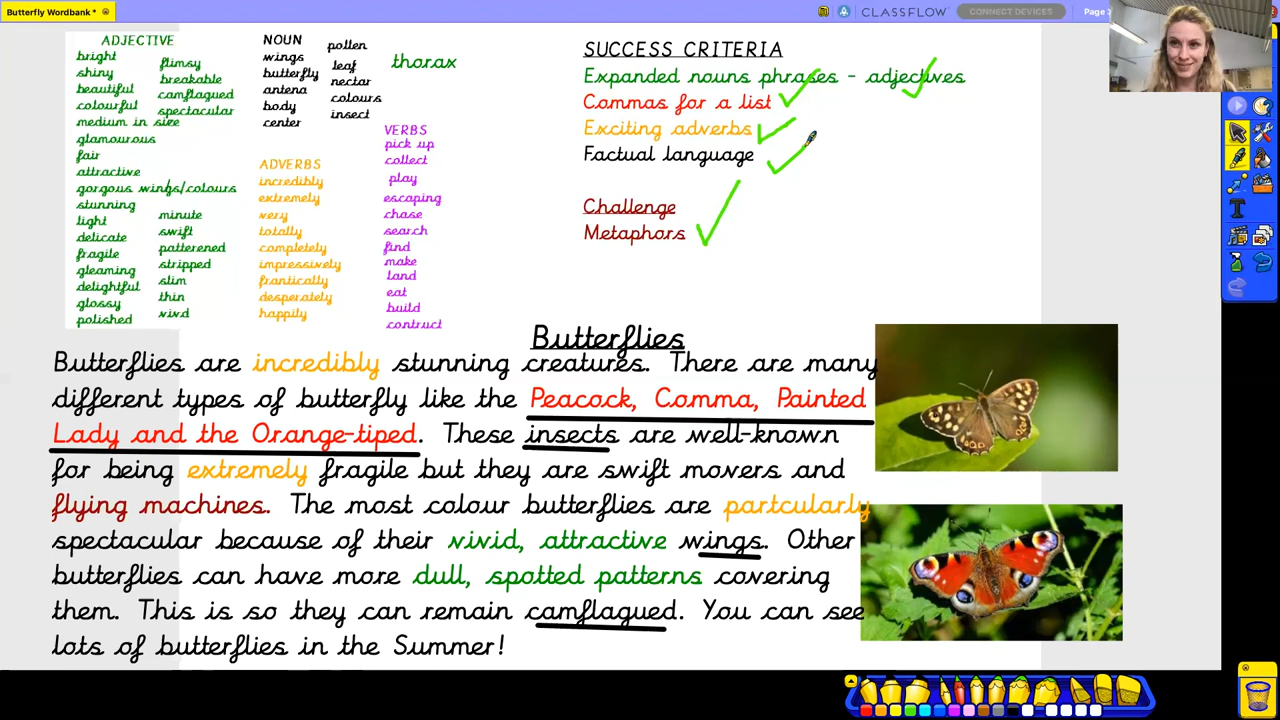 Butterfly Wordbank *
CLASSFLOW
CONNECT DEVICES
Page
ADJECTIVE
bright
shiny
beautiful
colourful
medium in size
glamourous
fair
attractive
gorgous wings/colours
stunning
light
delicate
fragile
gleaming
delightful
glossy
polished
flimsy
breakable
camflagued
spectacular
minute
swift
patterened
stripped
slim
thin
vivd
NOUN
wings
butterfly
antena
body
center
pollen
leaf
nectar
colours
insect
thorax
ADVERBS
incredibly
extremely
very
totally
completely
impressively
frantically
desperately
happily
VERBS
pick up
collect
play
escaping
chase
search
find
make
land
eat
build
contruct
SUCCESS CRITERIA
Expanded nouns phrases - adjectives
Commas for a list
Exciting adverbs
Factual language
Challenge
Metaphors
Butterflies
Butterflies are incredibly stunning creatures. There are many
different types of butterfly like the Peacock, Comma, Painted
Lady and the Orange-tiped. These insects are well-known
for being extremely fragile but they are swift movers and
flying machines. The most colour butterflies are partcularly
spectacular because of their vivid, attractive wings. Other
butterflies can have more dull, spotted patterns covering
them. This is so they can remain camflagued. You can see
lots of butterflies in the Summer!